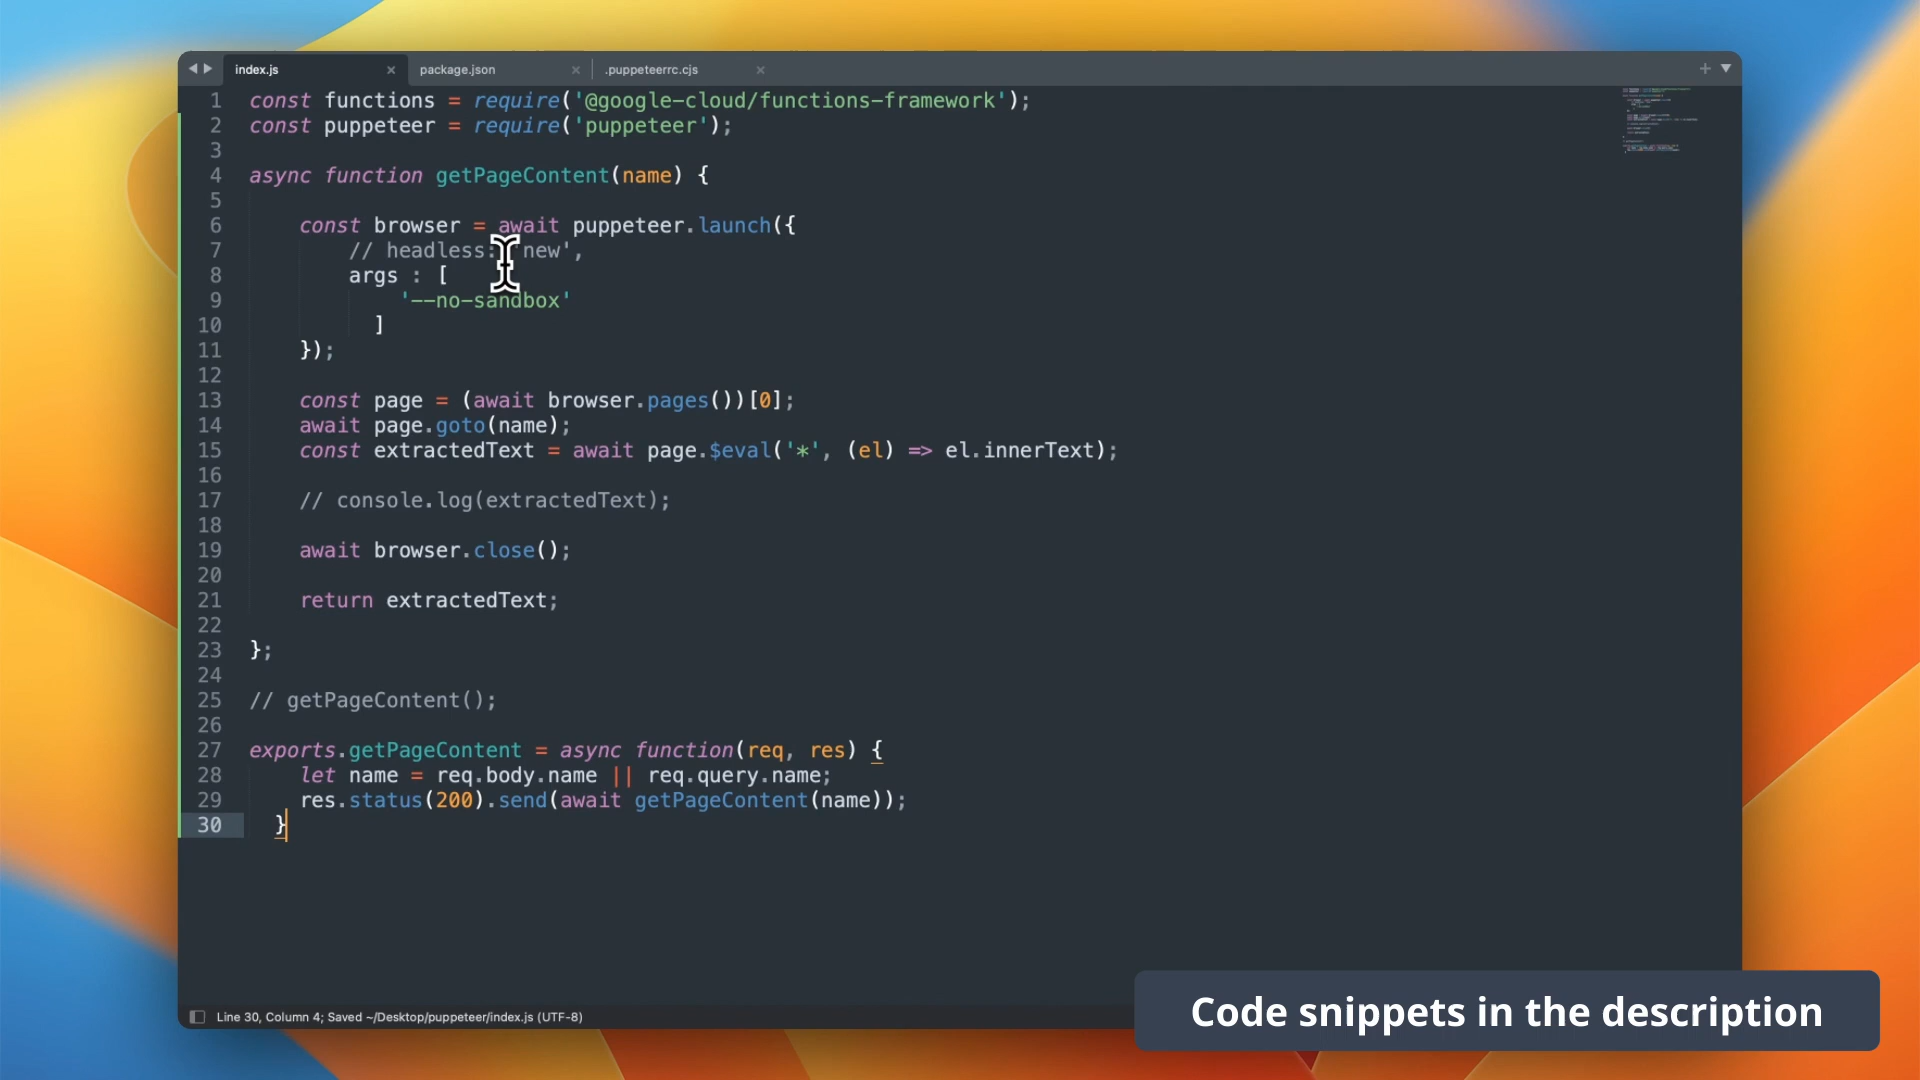 index.js
package.json
.puppeteerrc.cjs
1 const functions = require('@google-cloud/functions-framework');
2 const puppeteer = require('puppeteer');
3
4 async function getPageContent(name) {
5
6 const browser = await puppeteer.launch({
7 // headless: 'new',
8 args : [
9 '--no-sandbox'
10 ]
11 });
12
13 const page = (await browser.pages())[0];
14 await page.goto(name);
15 const extractedText = await page.$eval('*', (el) => el.innerText);
16
17 // console.log(extractedText);
18
19 await browser.close();
20
21 return extractedText;
22
23 };
24
25 // getPageContent();
26
27 exports.getPageContent = async function(req, res) {
28 let name = req.body.name || req.query.name;
29 res.status(200).send(await getPageContent(name));
30 }
Line 30, Column 4; Saved ~/Desktop/puppeteer/index.js (UTF-8)
Code snippets in the description